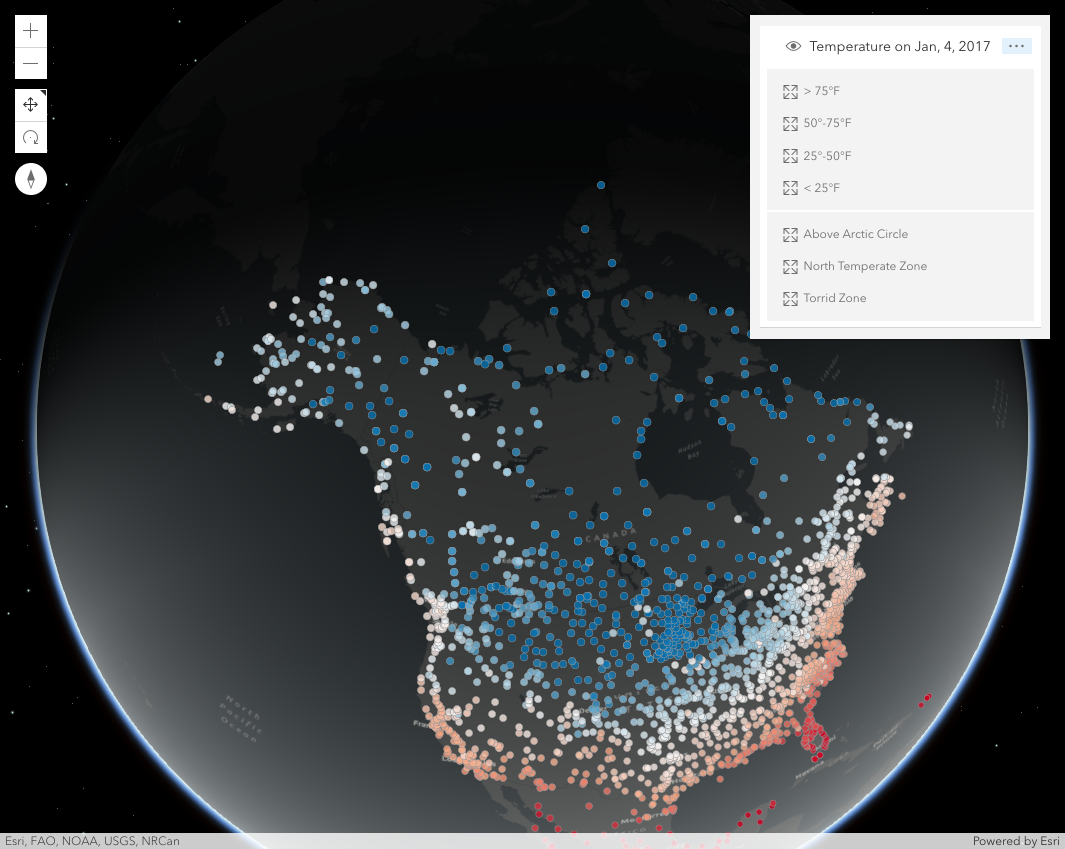 Temperature on Jan, 4, 2017
> 75°F
50°-75°F
25°-50°F
< 25°F
Above Arctic Circle
North Temperate Zone
Torrid Zone
Hudson
Bay
CANADA
North
Pacific
Ocean
Havana
Esri, FAO, NOAA, USGS, NRCan
Powered by Esri